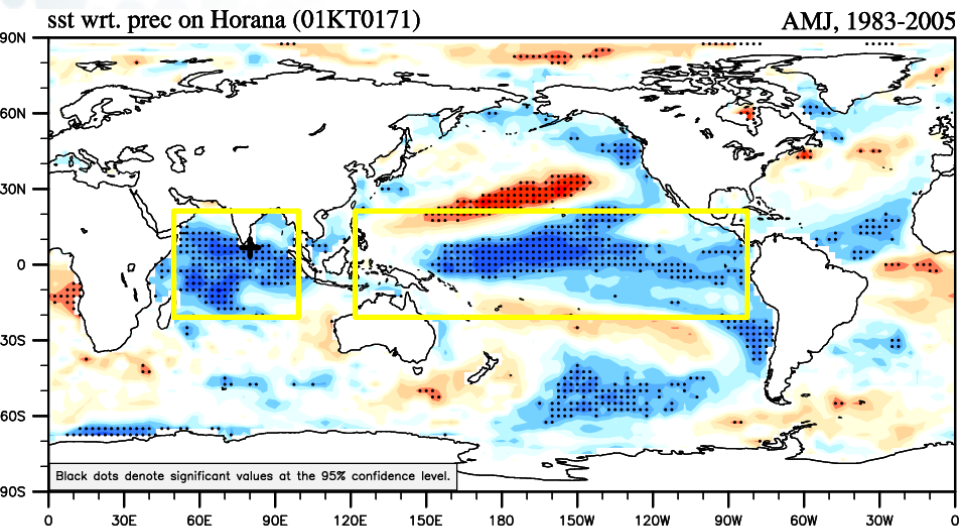 sst wrt. prec on Horana (01KT0171)
AMJ, 1983-2005
90N
60N
30N
0
30S
60S
90S
Black dots denote significant values at the 95% confidence level.
0 30E 60E 90E 120E 150E 180 150W 120W 90W 60W 30W 0